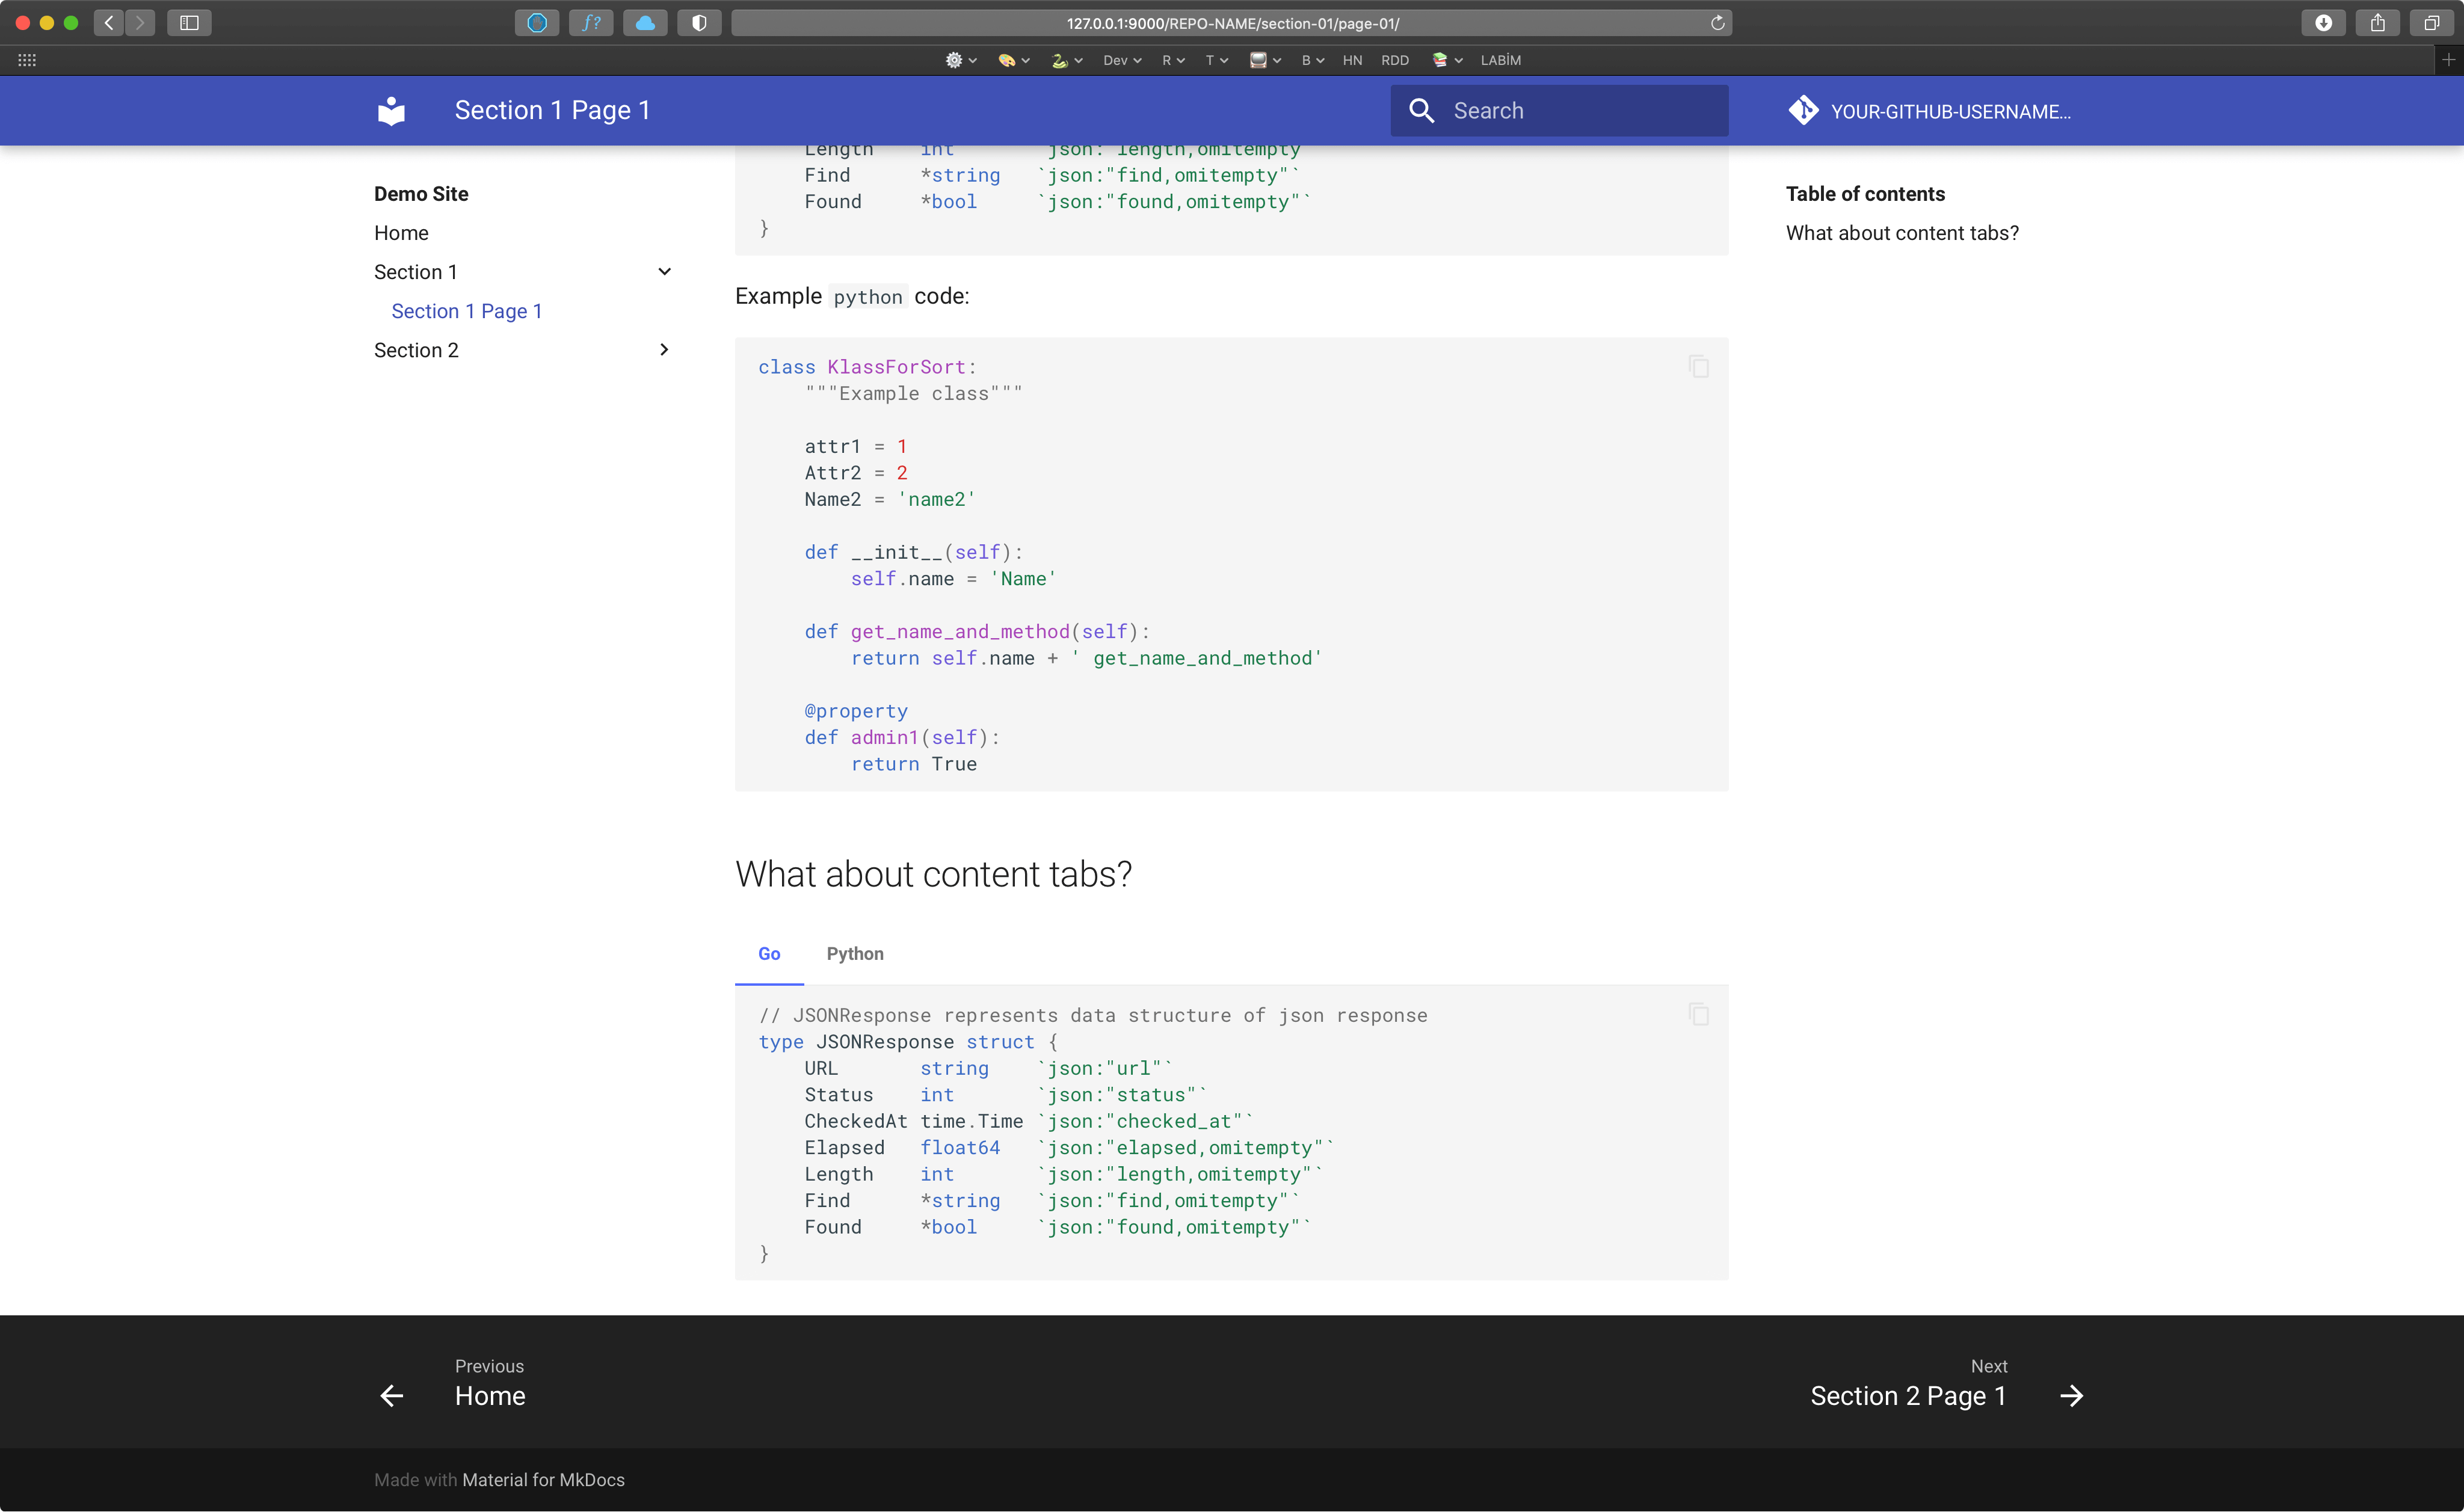 127.0.0.1:9000/REPO-NAME/section-01/page-01/
Dev R T B HN RDD LABİM
Section 1 Page 1
Search
YOUR-GITHUB-USERNAME...
Demo Site
Home
Section 1
Section 1 Page 1
Section 2
    Length    int       `json:"length,omitempty"`
    Find      *string   `json:"find,omitempty"`
    Found     *bool     `json:"found,omitempty"`
}
Example python code:
class KlassForSort:
    """Example class"""
    attr1 = 1
    Attr2 = 2
    Name2 = 'name2'
    def __init__(self):
        self.name = 'Name'
    def get_name_and_method(self):
        return self.name + ' get_name_and_method'
    @property
    def admin1(self):
        return True
What about content tabs?
Go Python
// JSONResponse represents data structure of json response
type JSONResponse struct {
    URL       string    `json:"url"`
    Status    int       `json:"status"`
    CheckedAt time.Time `json:"checked_at"`
    Elapsed   float64   `json:"elapsed,omitempty"`
    Length    int       `json:"length,omitempty"`
    Find      *string   `json:"find,omitempty"`
    Found     *bool     `json:"found,omitempty"`
}
Table of contents
What about content tabs?
Previous
Home
Next
Section 2 Page 1
Made with Material for MkDocs